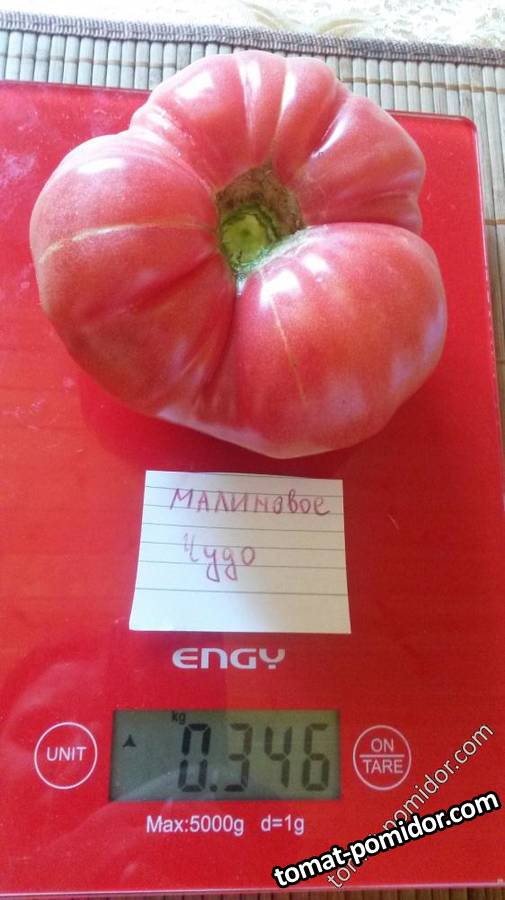 Малиновое
Чудо
ENGY
kg
0.346
UNIT
ON
TARE
Max:5000g d=1g
tomat-pomidor.com
tomat-pomidor.com